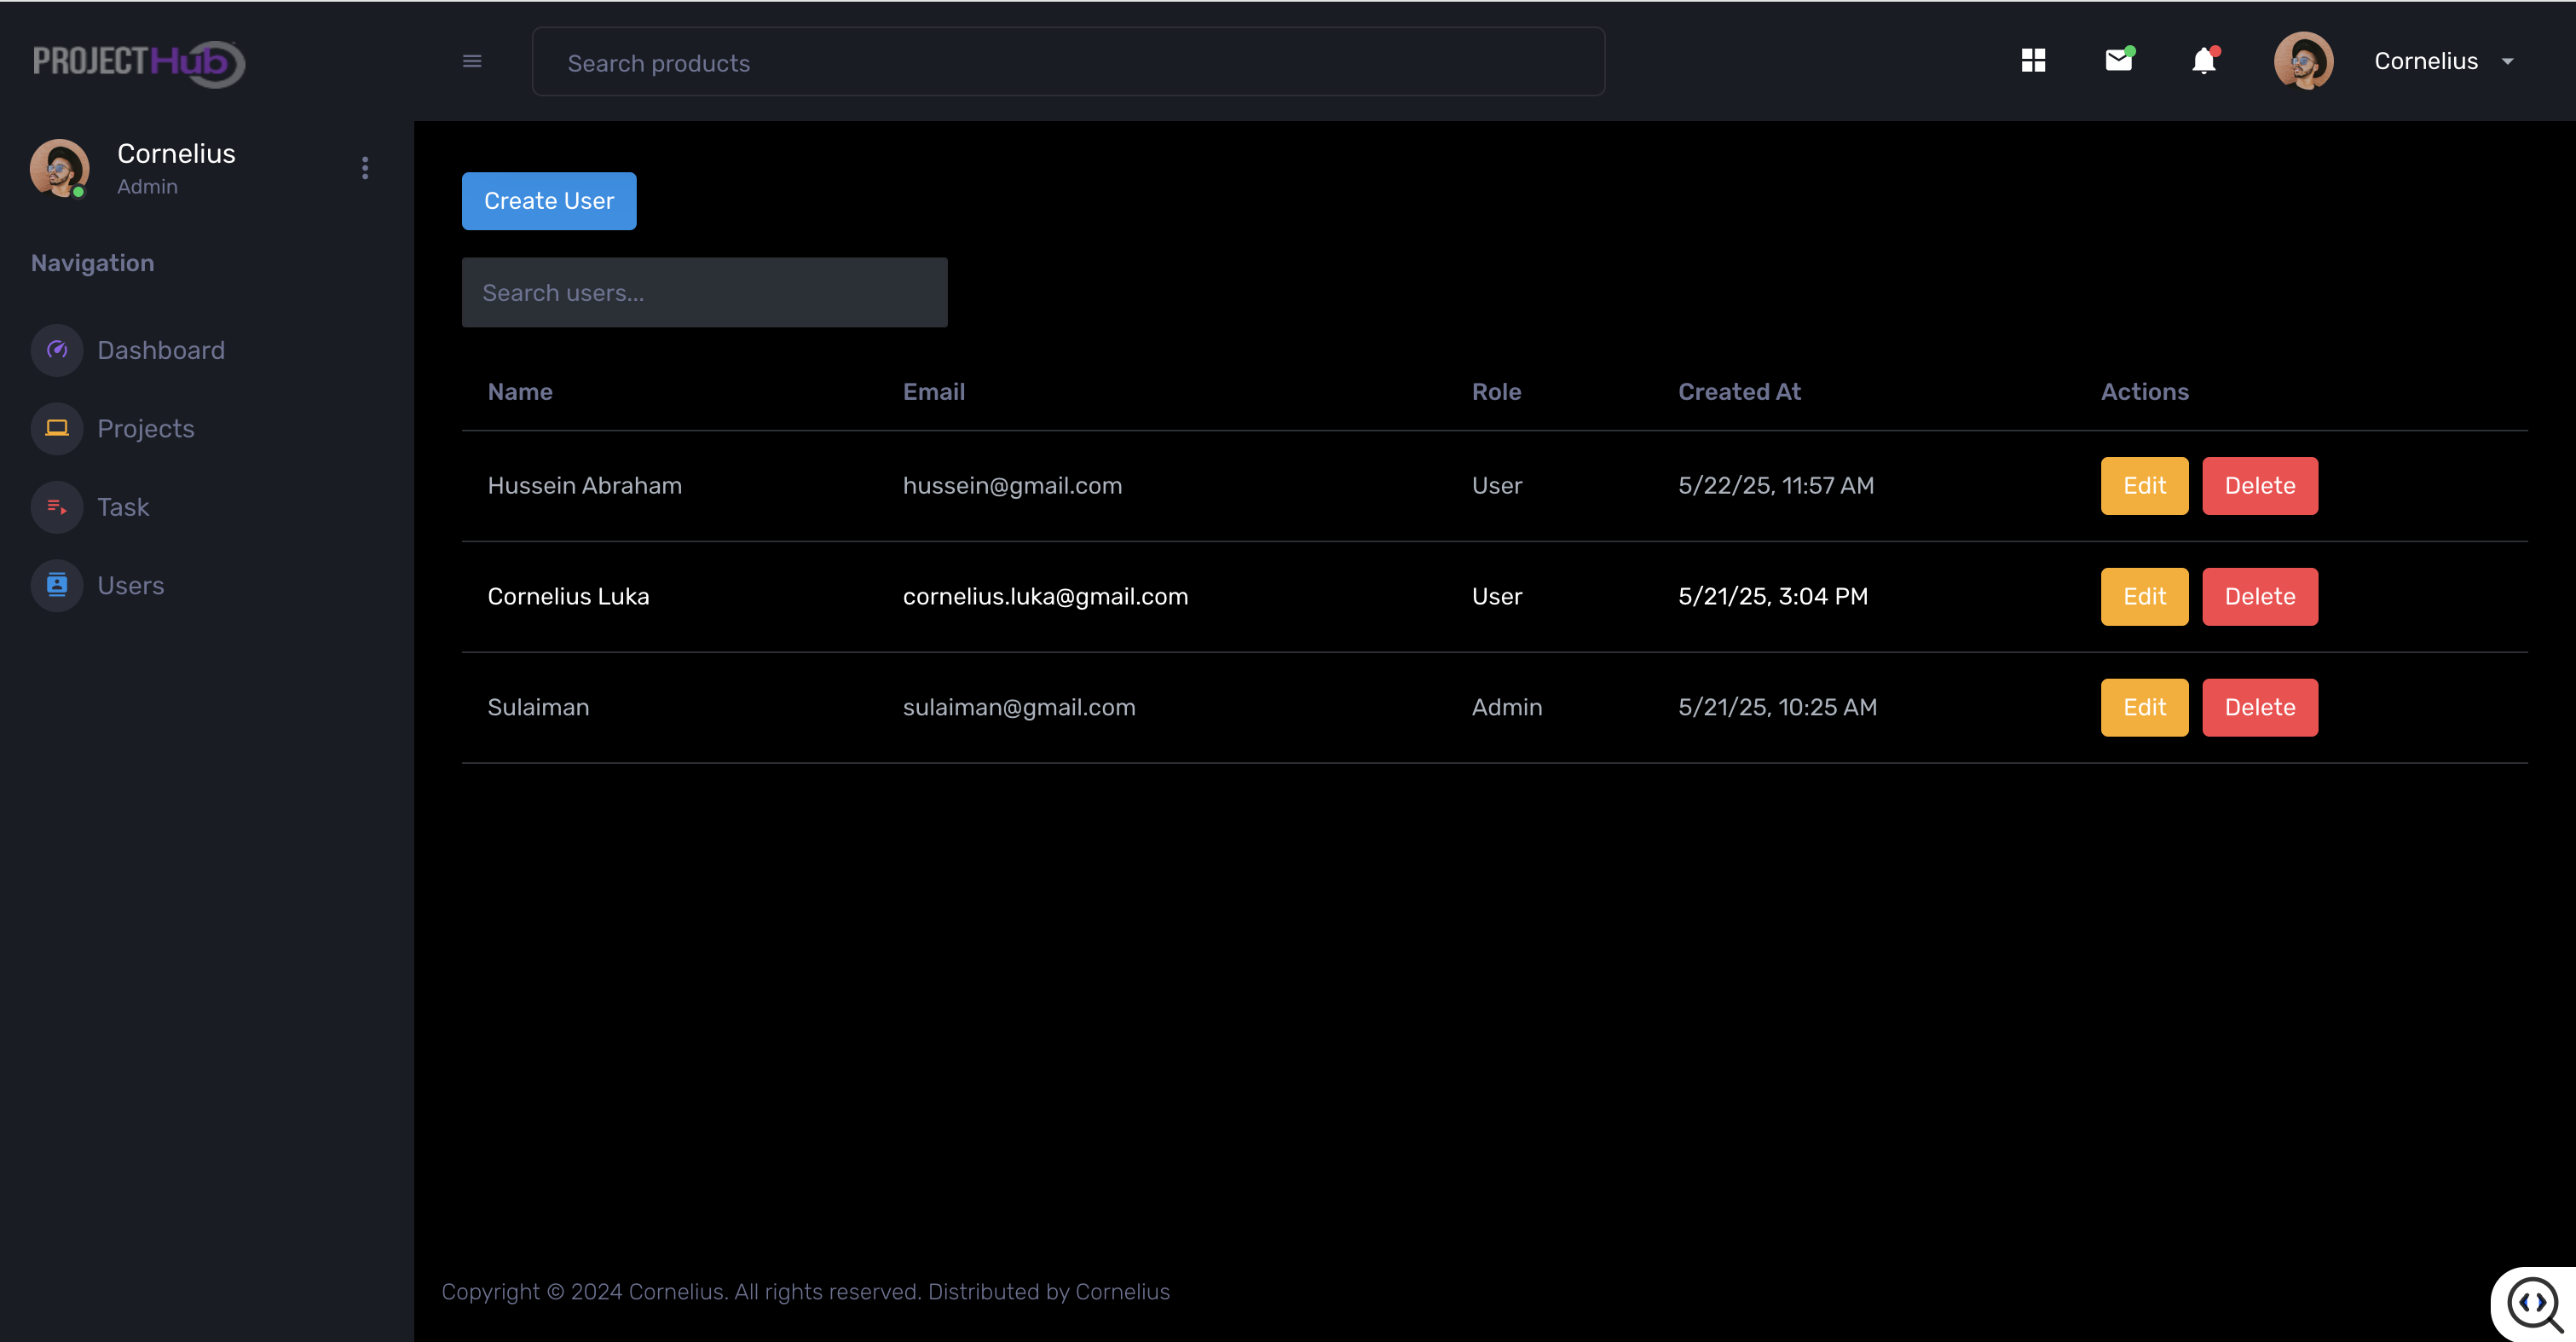 PROJECTHub
Search products
Cornelius
Cornelius
Admin
Navigation
Dashboard
Projects
Task
Users
Create User
Search users...
Name Email Role Created At Actions
Hussein Abraham hussein@gmail.com User 5/22/25, 11:57 AM Edit Delete
Cornelius Luka cornelius.luka@gmail.com User 5/21/25, 3:04 PM Edit Delete
Sulaiman sulaiman@gmail.com Admin 5/21/25, 10:25 AM Edit Delete
Copyright © 2024 Cornelius. All rights reserved. Distributed by Cornelius